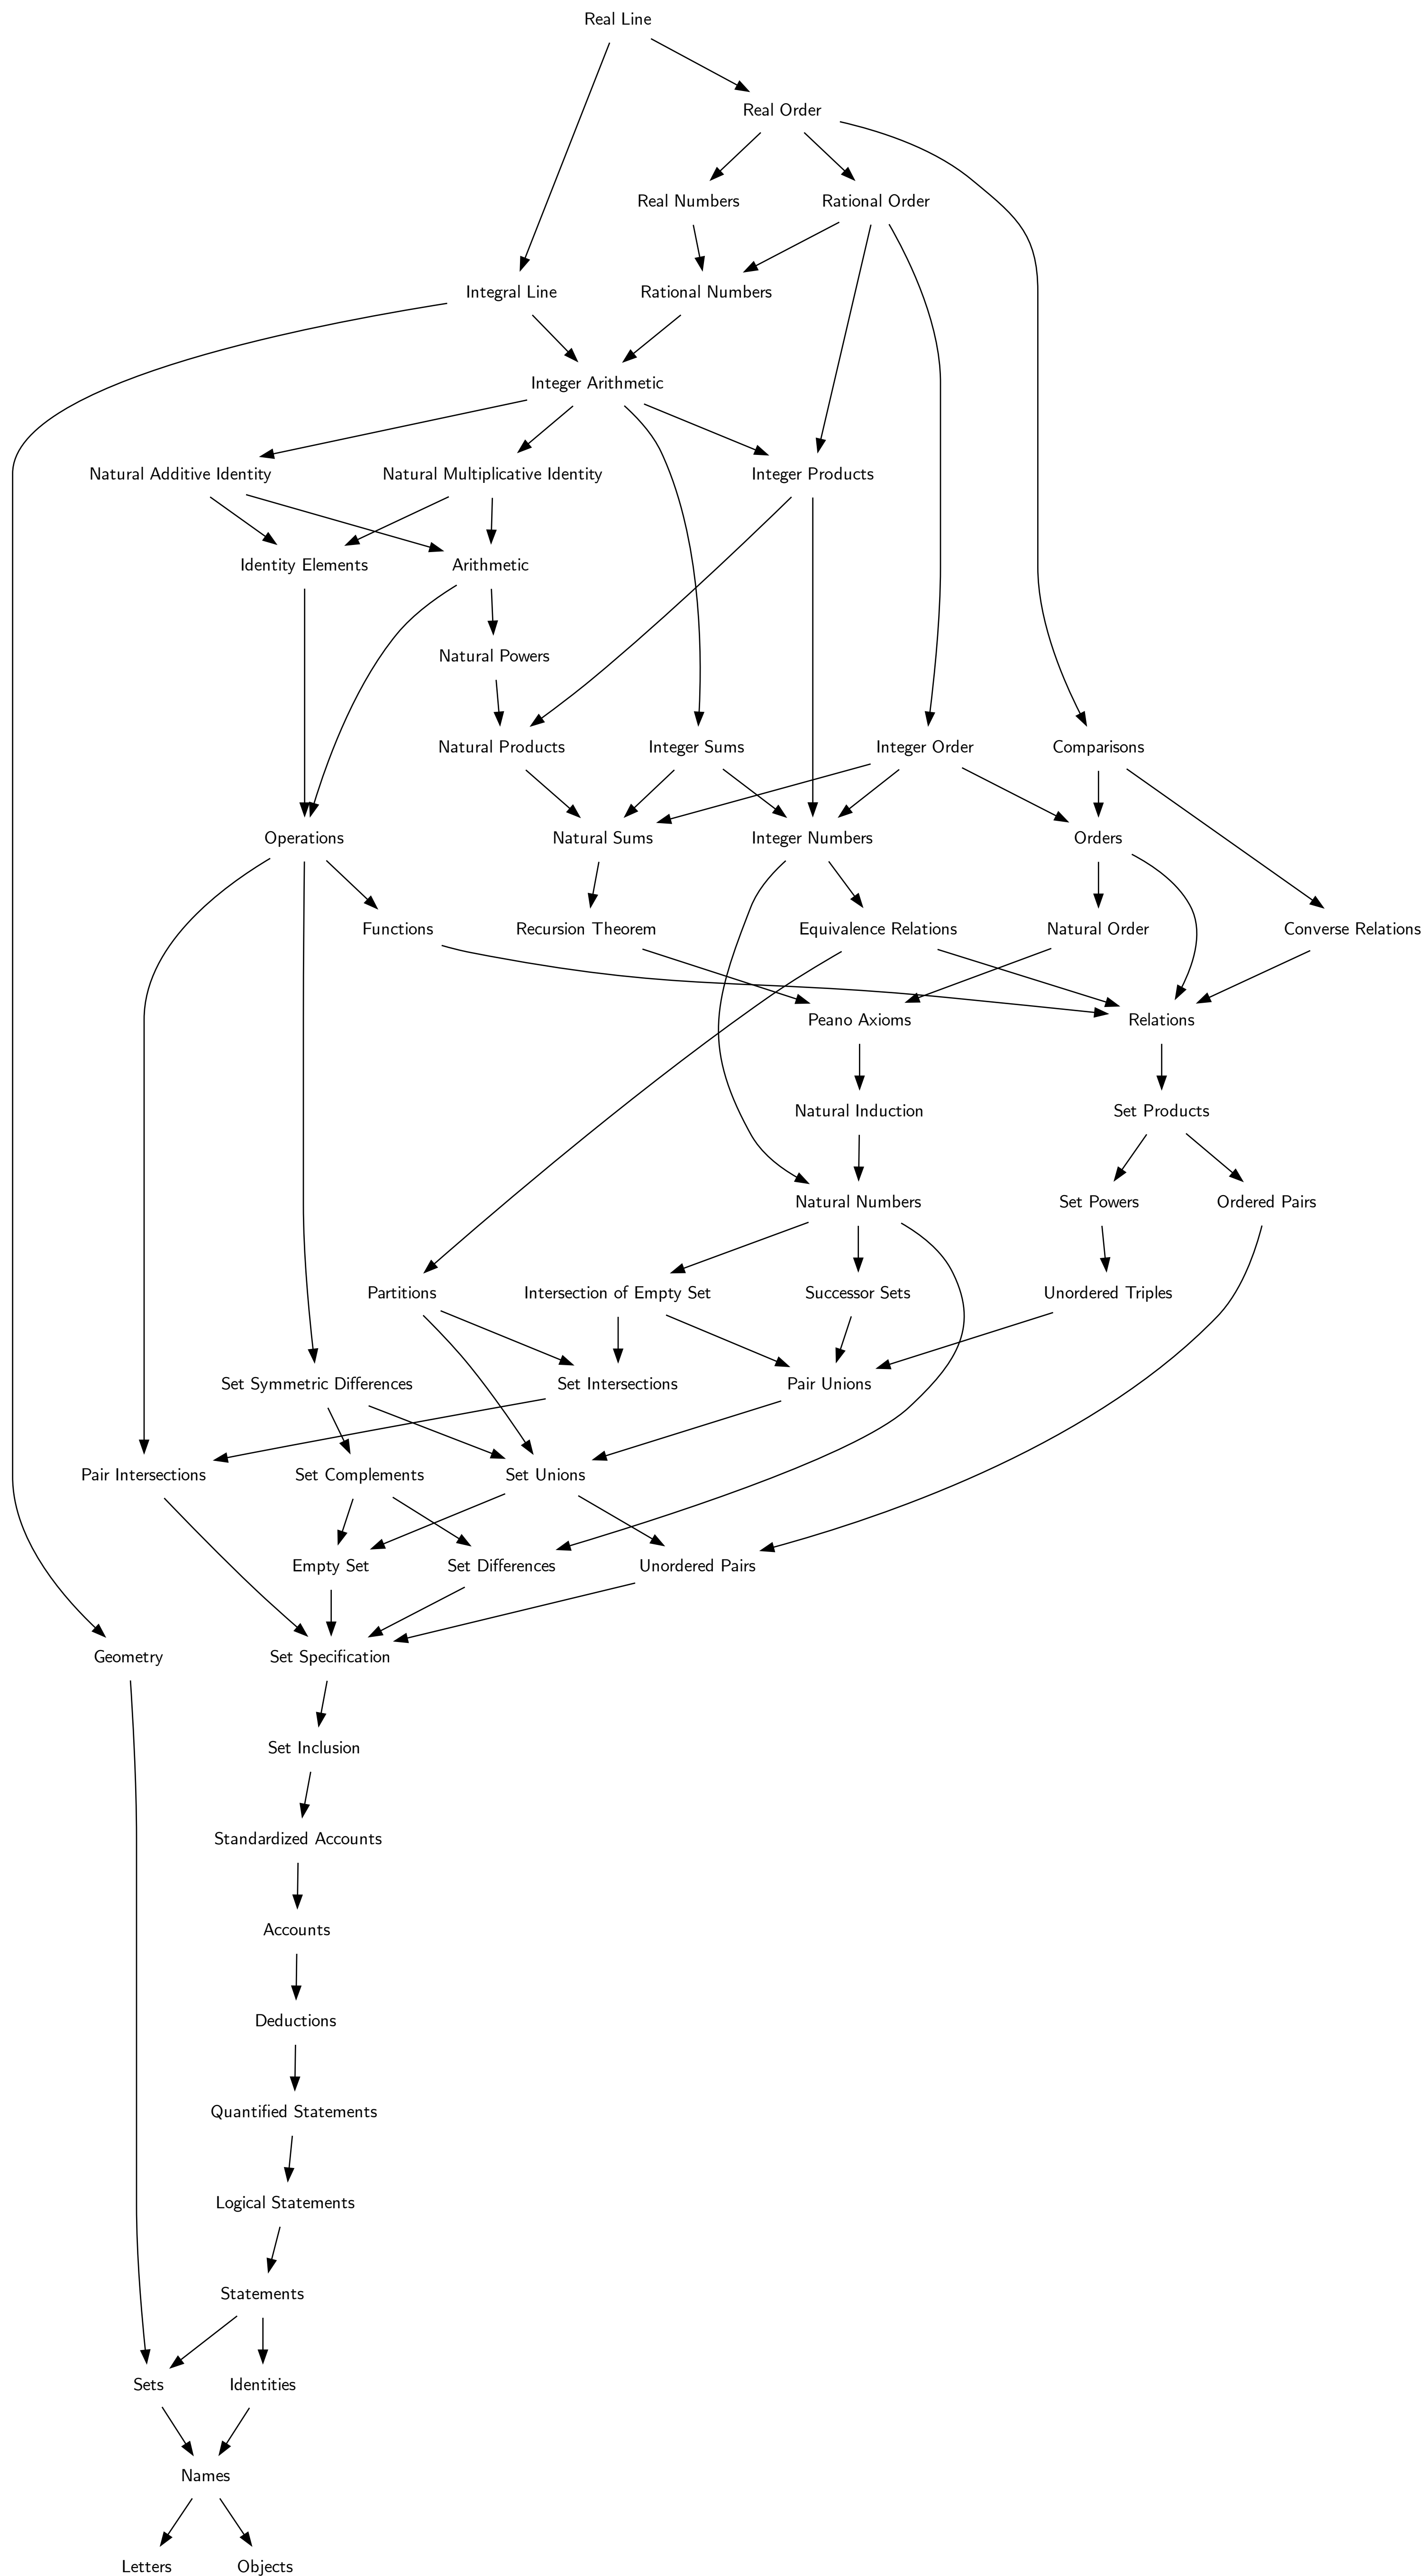 Real Line
Real Order
Real Numbers
Rational Order
Integral Line
Rational Numbers
Integer Arithmetic
Natural Additive Identity
Natural Multiplicative Identity
Integer Products
Identity Elements
Arithmetic
Natural Powers
Natural Products
Integer Sums
Integer Order
Comparisons
Operations
Natural Sums
Integer Numbers
Orders
Functions
Recursion Theorem
Equivalence Relations
Natural Order
Converse Relations
Peano Axioms
Relations
Natural Induction
Set Products
Natural Numbers
Set Powers
Ordered Pairs
Partitions
Intersection of Empty Set
Successor Sets
Unordered Triples
Set Symmetric Differences
Set Intersections
Pair Unions
Pair Intersections
Set Complements
Set Unions
Empty Set
Set Differences
Unordered Pairs
Geometry
Set Specification
Set Inclusion
Standardized Accounts
Accounts
Deductions
Quantified Statements
Logical Statements
Statements
Sets
Identities
Names
Letters
Objects